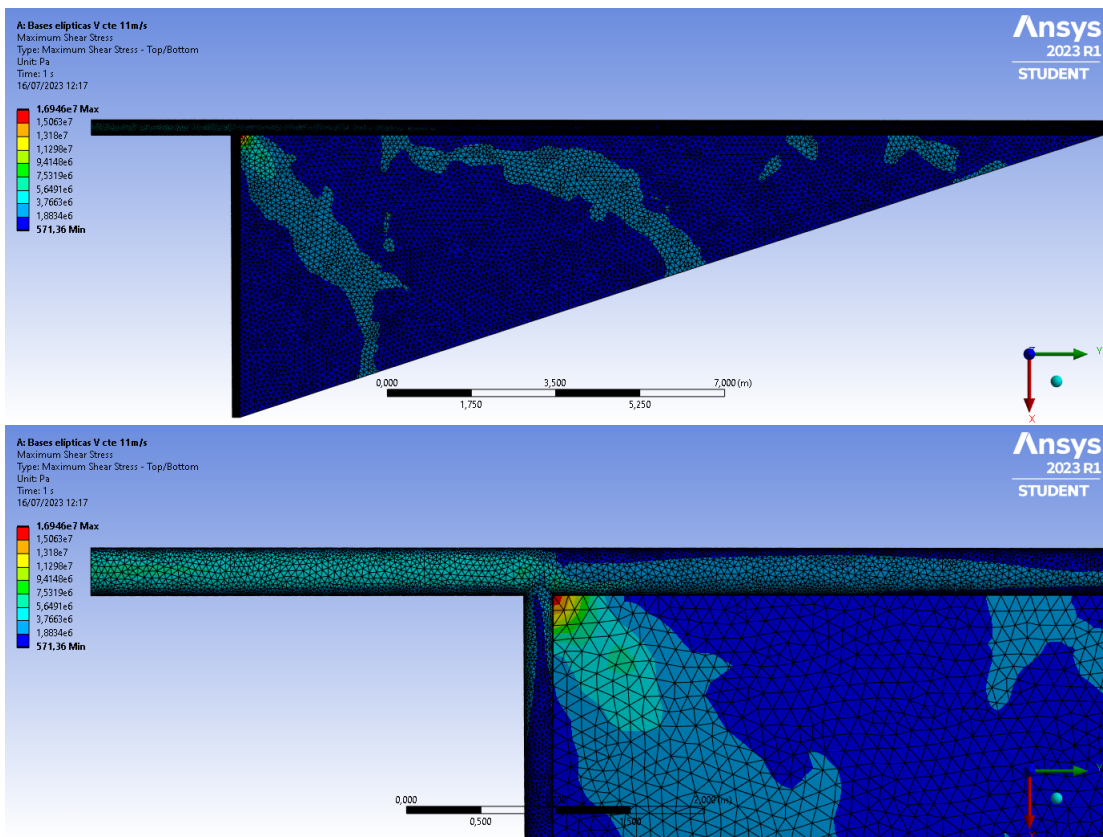 A: Bases elípticas V cte 11m/s
Maximum Shear Stress
Type: Maximum Shear Stress - Top/Bottom
Unit: Pa
Time: 1 s
16/07/2023 12:17
1,6946e7 Max
1,5063e7
1,318e7
1,1298e7
9,4148e6
7,5319e6
5,6491e6
3,7663e6
1,8834e6
571,36 Min
Ansys
2023 R1
STUDENT
0,000 3,500 7,000 (m)
1,750 5,250
Y
X
A: Bases elípticas V cte 11m/s
Maximum Shear Stress
Type: Maximum Shear Stress - Top/Bottom
Unit: Pa
Time: 1 s
16/07/2023 12:17
1,6946e7 Max
1,5063e7
1,318e7
1,1298e7
9,4148e6
7,5319e6
5,6491e6
3,7663e6
1,8834e6
571,36 Min
Ansys
2023 R1
STUDENT
Y
0,000
0,500